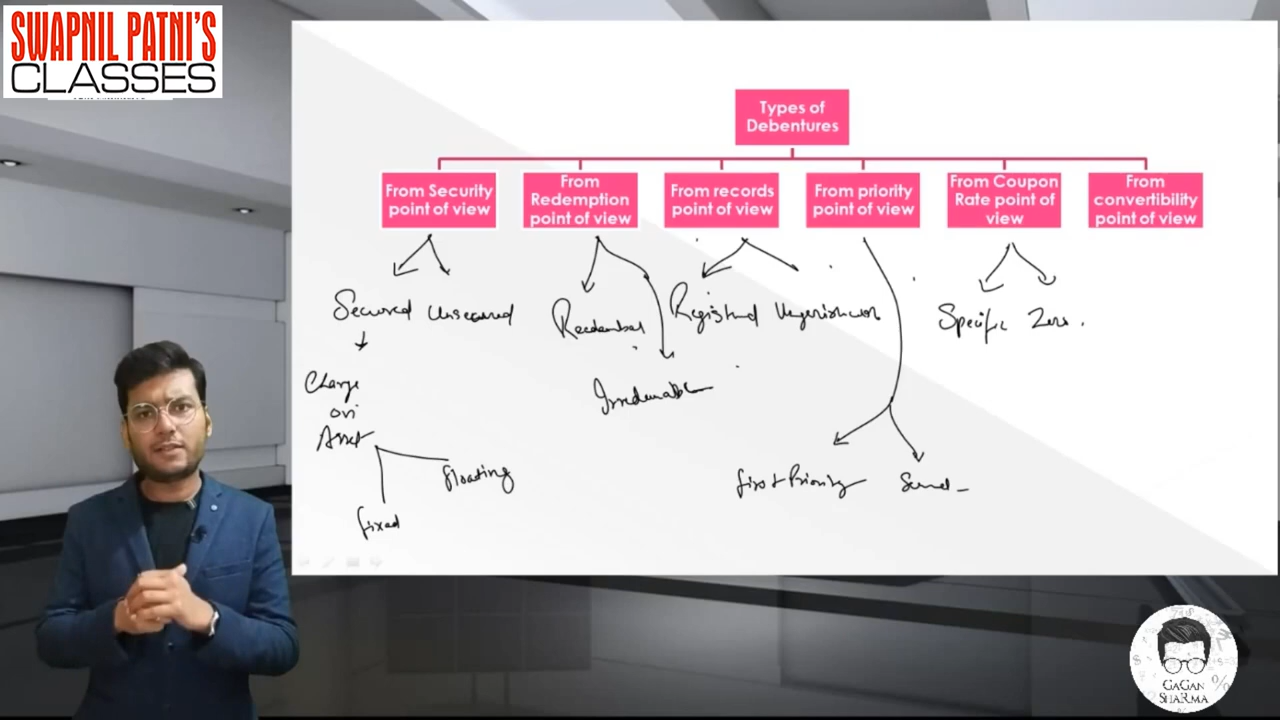 SWAPNIL PATNI'S
CLASSES
Types of
Debentures
From Security
point of view
From
Redemption
point of view
From records
point of view
From priority
point of view
From Coupon
Rate point of
view
From
convertibility
point of view
Secured Unsecured
Registered
Specific Zero.
Irredemable
Charge
on
Asset
floating
fixed
first Priority
GAGAN
SHARMA